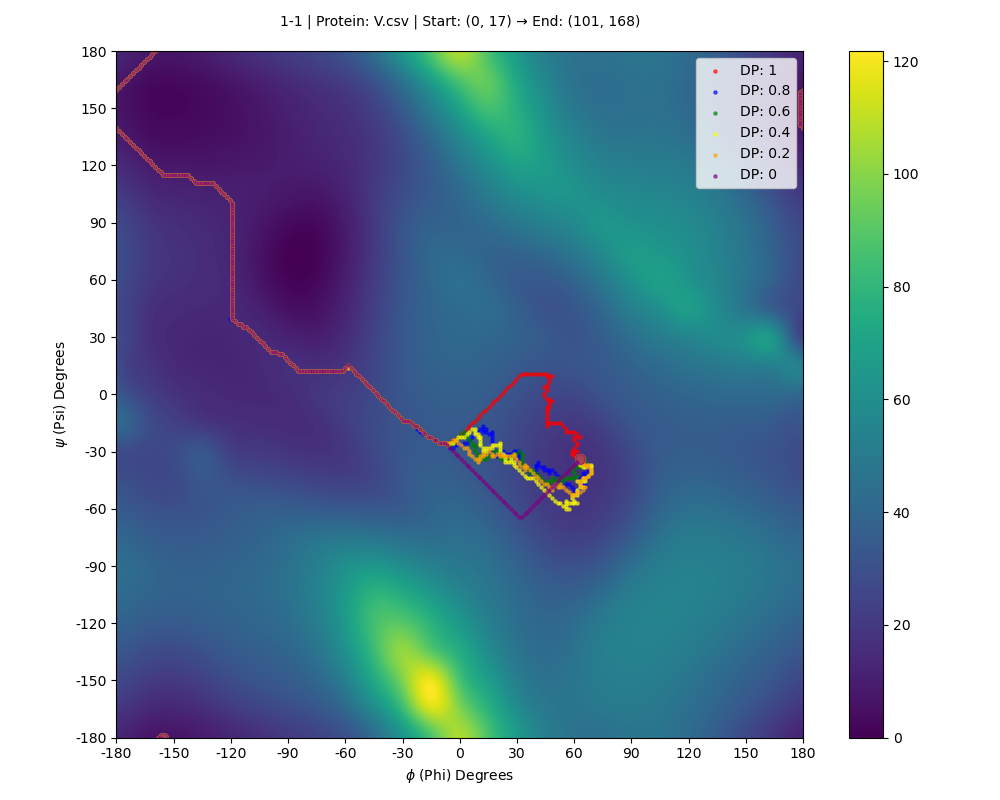 1-1 | Protein: V.csv | Start: (0, 17) → End: (101, 168)
DP: 1
DP: 0.8
DP: 0.6
DP: 0.4
DP: 0.2
DP: 0
180
150
120
90
60
30
0
-30
-60
-90
-120
-150
-180
ψ (Psi) Degrees
-180 -150 -120 -90 -60 -30 0 30 60 90 120 150 180
ϕ (Phi) Degrees
120
100
80
60
40
20
0